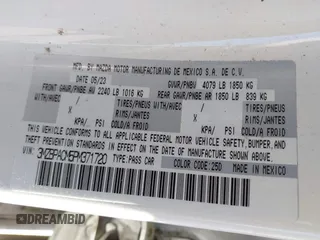 MFD. BY MAZDA MOTOR MANUFACTURING DE MEXICO S.A. DE C.V.
DATE 05/23 GVWR/PNBV 4079 LB 1850 KG
FRONT GAWR/PNBE AV 2240 LB 1016 KG REAR GAWR/PNBE AR 1850 LB 839 KG
WITH/AVEC TIRES/PNEUS WITH/AVEC TIRES/PNEUS
RIMS/ RIMS/
KPA/ PSI KPA/ PSI
COLD/A FROID COLD/A FROID
THIS VEHICLE CONFORMS TO ALL APPLICABLE FEDERAL MOTOR VEHICLE SAFETY, BUMPER, AND
THEFT PREVENTION STANDARDS IN EFFECT ON THE DATE OF MANUFACTURE SHOWN ABOVE.
VIN: TYPE: PASS CAR
COLOR CODE: 25D MADE IN MEXICO